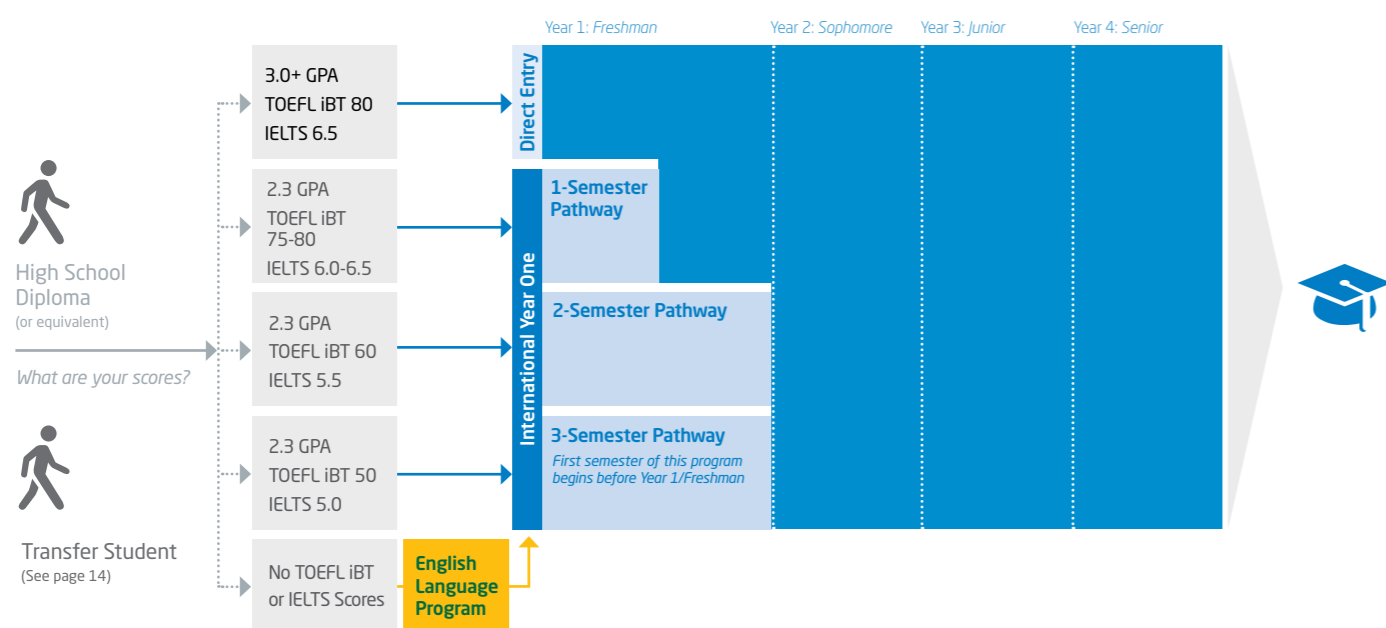 Year 1: Freshman
Year 2: Sophomore
Year 3: Junior
Year 4: Senior
3.0+ GPA
TOEFL iBT 80
IELTS 6.5
Direct Entry
2.3 GPA
TOEFL iBT
75-80
IELTS 6.0-6.5
1-Semester
Pathway
High School
Diploma
(or equivalent)
What are your scores?
International Year One
2.3 GPA
TOEFL iBT 60
IELTS 5.5
2-Semester Pathway
2.3 GPA
TOEFL iBT 50
IELTS 5.0
3-Semester Pathway
First semester of this program
begins before Year 1/Freshman
Transfer Student
(See page 14)
No TOEFL iBT
or IELTS Scores
English
Language
Program